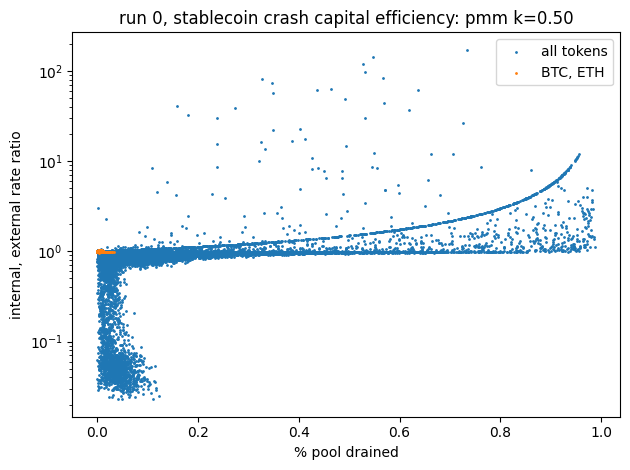 run 0, stablecoin crash capital efficiency: pmm k=0.50
all tokens
BTC, ETH
internal, external rate ratio
10²
10¹
10⁰
10⁻¹
0.0 0.2 0.4 0.6 0.8 1.0
% pool drained